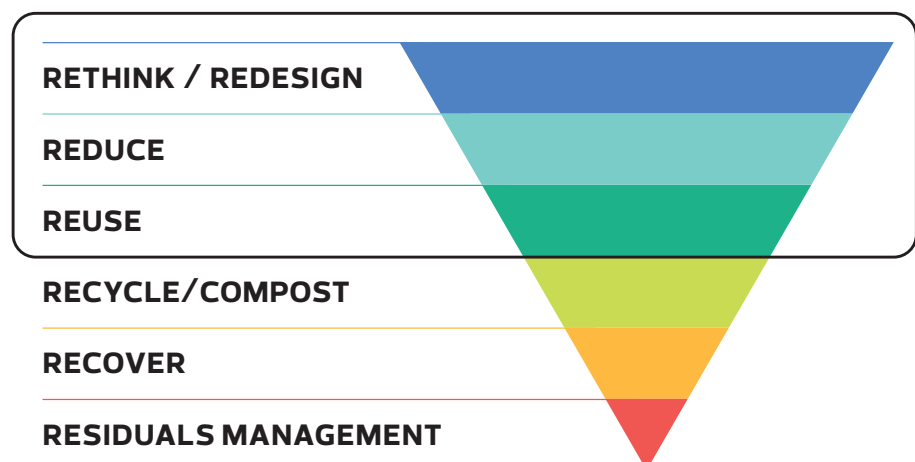 RETHINK / REDESIGN
REDUCE
REUSE
RECYCLE/COMPOST
RECOVER
RESIDUALS MANAGEMENT